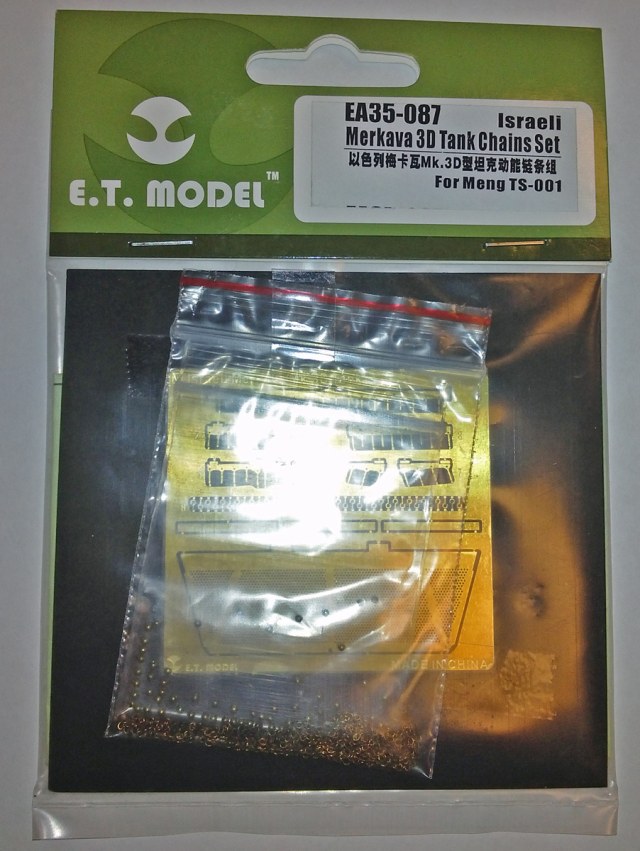 EA35-087 Israeli
Merkava 3D Tank Chains Set
以色列梅卡瓦Mk.3D型坦克动能链条组
For Meng TS-001
E.T. MODEL™
E.T. MODEL
MADE IN CHINA